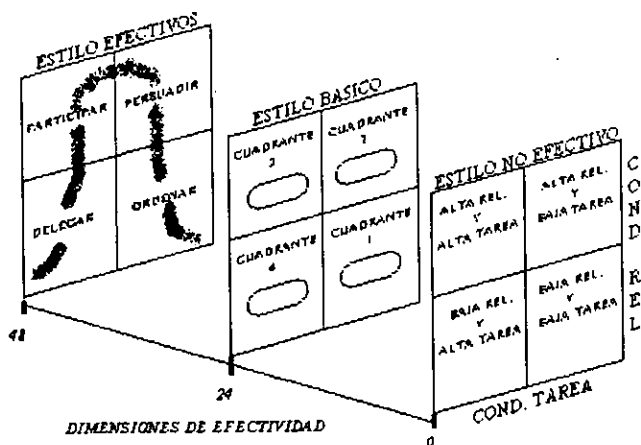 ESTILO EFECTIVOS
PARTICIPAR
PERSUADIR
DELEGAR
ORDENAR
48
ESTILO BASICO
CUADRANTE
3
CUADRANTE
2
CUADRANTE
4
CUADRANTE
1
24
ESTILO NO EFECTIVO
ALTA REL.
Y
ALTA TAREA
ALTA REL.
Y
BAJA TAREA
BAJA REL.
Y
ALTA TAREA
BAJA REL.
Y
BAJA TAREA
COND
REL
0
COND. TAREA
DIMENSIONES DE EFECTIVIDAD